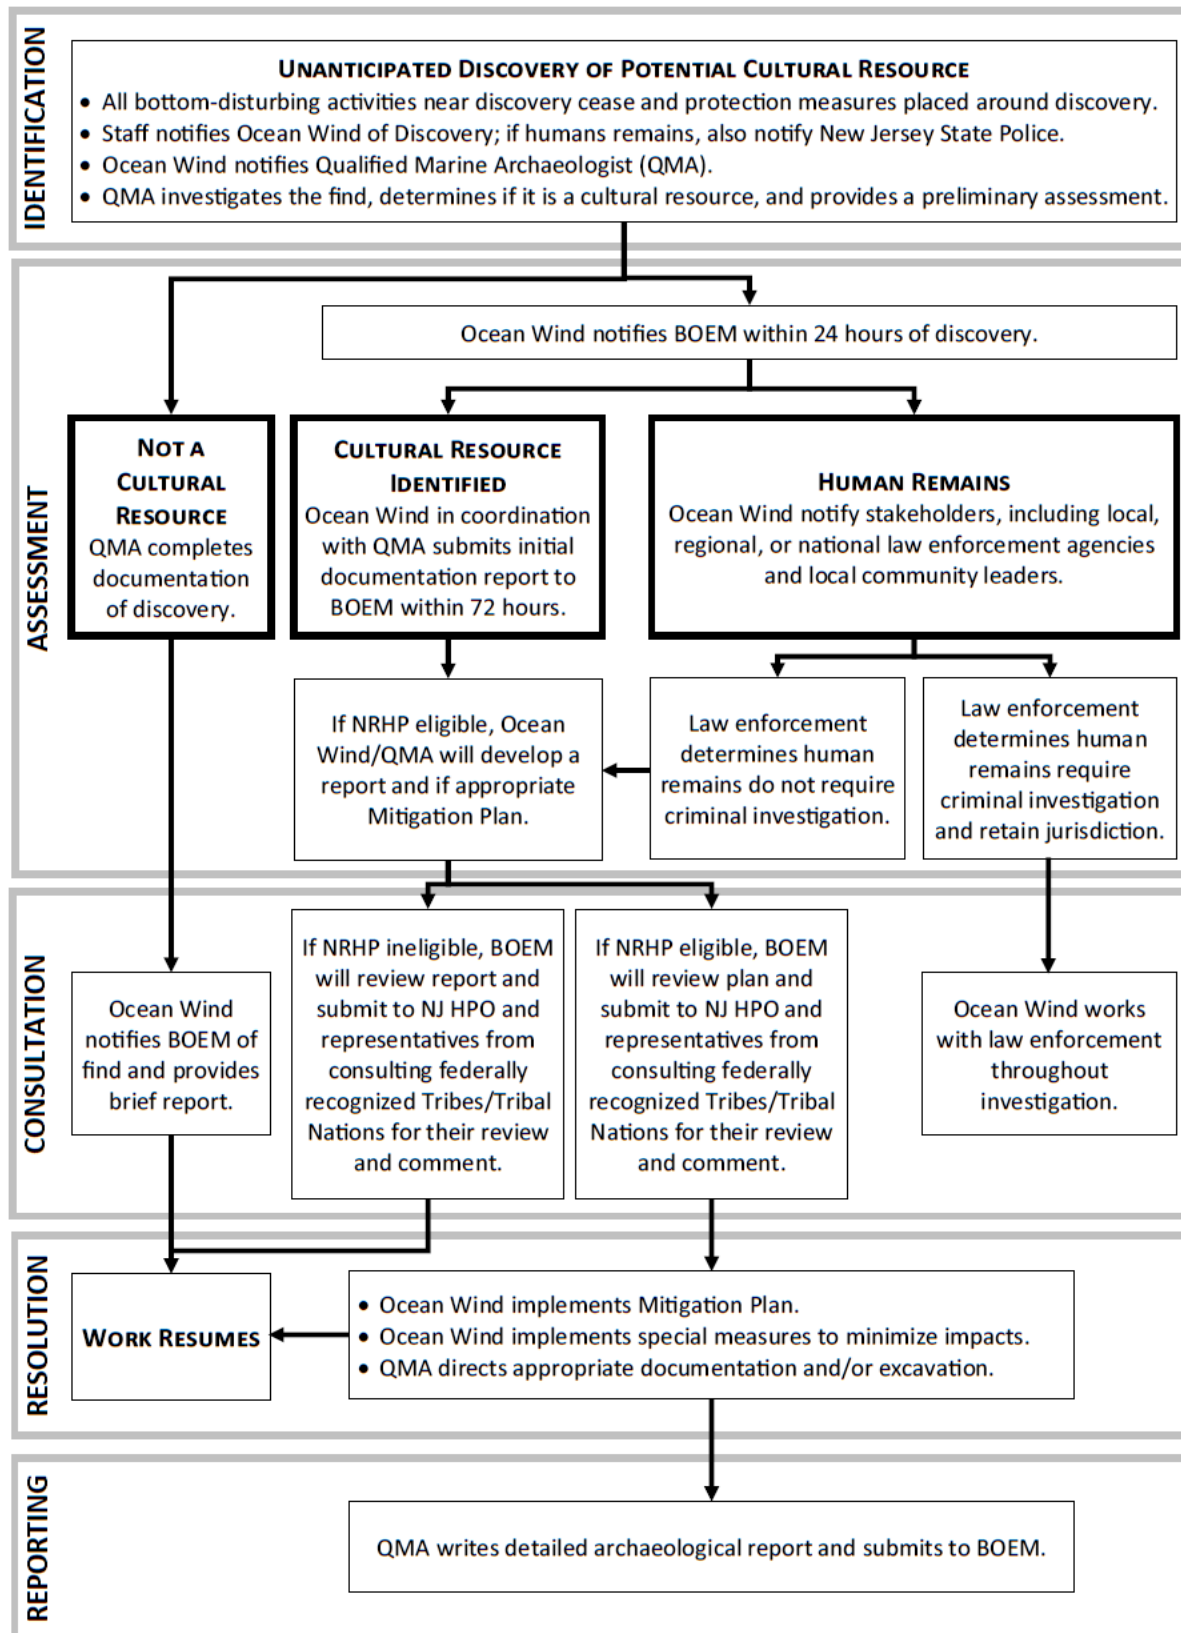 IDENTIFICATION
UNANTICIPATED DISCOVERY OF POTENTIAL CULTURAL RESOURCE
• All bottom-disturbing activities near discovery cease and protection measures placed around discovery.
• Staff notifies Ocean Wind of Discovery; if humans remains, also notify New Jersey State Police.
• Ocean Wind notifies Qualified Marine Archaeologist (QMA).
• QMA investigates the find, determines if it is a cultural resource, and provides a preliminary assessment.
ASSESSMENT
Ocean Wind notifies BOEM within 24 hours of discovery.
NOT A
CULTURAL
RESOURCE
QMA completes
documentation
of discovery.
CULTURAL RESOURCE
IDENTIFIED
Ocean Wind in coordination
with QMA submits initial
documentation report to
BOEM within 72 hours.
HUMAN REMAINS
Ocean Wind notify stakeholders, including local,
regional, or national law enforcement agencies
and local community leaders.
If NRHP eligible, Ocean
Wind/QMA will develop a
report and if appropriate
Mitigation Plan.
Law enforcement
determines human
remains do not require
criminal investigation.
Law enforcement
determines human
remains require
criminal investigation
and retain jurisdiction.
CONSULTATION
Ocean Wind
notifies BOEM of
find and provides
brief report.
If NRHP ineligible, BOEM
will review report and
submit to NJ HPO and
representatives from
consulting federally
recognized Tribes/Tribal
Nations for their review
and comment.
If NRHP eligible, BOEM
will review plan and
submit to NJ HPO and
representatives from
consulting federally
recognized Tribes/Tribal
Nations for their review
and comment.
Ocean Wind works
with law enforcement
throughout
investigation.
RESOLUTION
WORK RESUMES
• Ocean Wind implements Mitigation Plan.
• Ocean Wind implements special measures to minimize impacts.
• QMA directs appropriate documentation and/or excavation.
REPORTING
QMA writes detailed archaeological report and submits to BOEM.